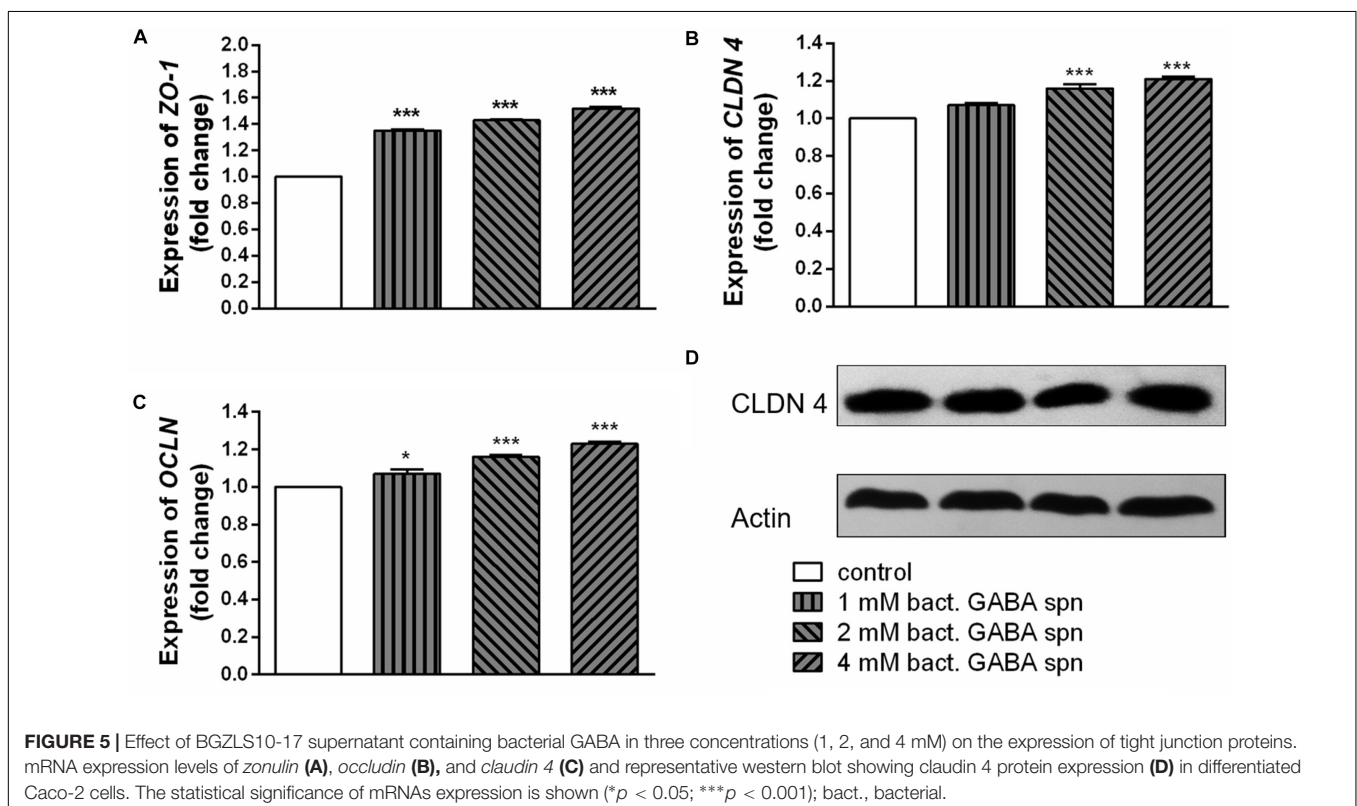 A
Expression of ZO-1
(fold change)
2.0
1.8
1.6
1.4
1.2
1.0
0.8
0.6
0.4
0.2
0.0
***
***
***
B
Expression of CLDN 4
(fold change)
1.4
1.2
1.0
0.8
0.6
0.4
0.2
0.0
***
***
C
Expression of OCLN
(fold change)
1.4
1.2
1.0
0.8
0.6
0.4
0.2
0.0
*
***
***
D
CLDN 4
Actin
control
1 mM bact. GABA spn
2 mM bact. GABA spn
4 mM bact. GABA spn
FIGURE 5 | Effect of BGZLS10-17 supernatant containing bacterial GABA in three concentrations (1, 2, and 4 mM) on the expression of tight junction proteins.
mRNA expression levels of zonulin (A), occludin (B), and claudin 4 (C) and representative western blot showing claudin 4 protein expression (D) in differentiated
Caco-2 cells. The statistical significance of mRNAs expression is shown (*p < 0.05; ***p < 0.001); bact., bacterial.